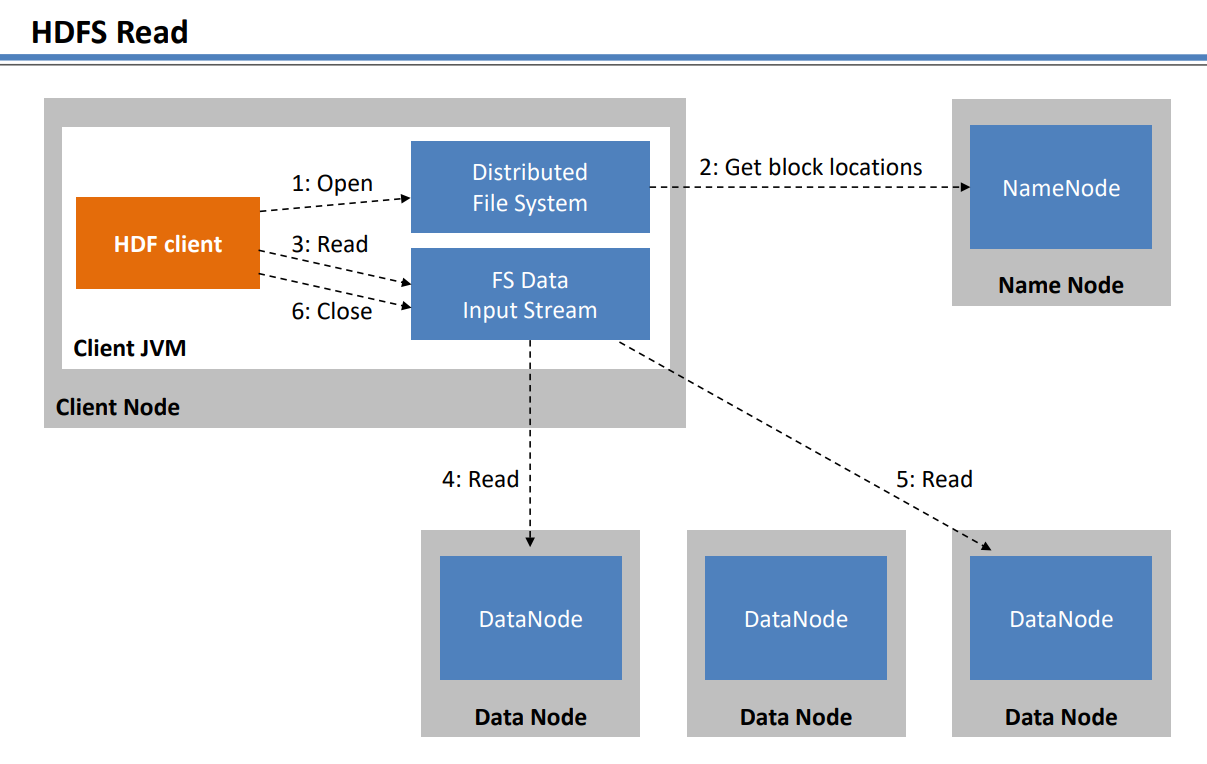 HDFS Read
1: Open
Distributed
File System
2: Get block locations
NameNode
HDF client
3: Read
FS Data
Input Stream
6: Close
Name Node
Client JVM
Client Node
4: Read
5: Read
DataNode
DataNode
DataNode
Data Node
Data Node
Data Node